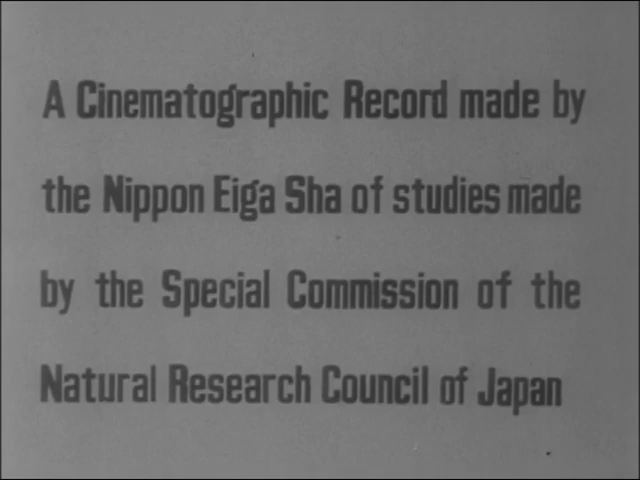 A Cinematographic Record made by
the Nippon Eiga Sha of studies made
by the Special Commission of the
Natural Research Council of Japan